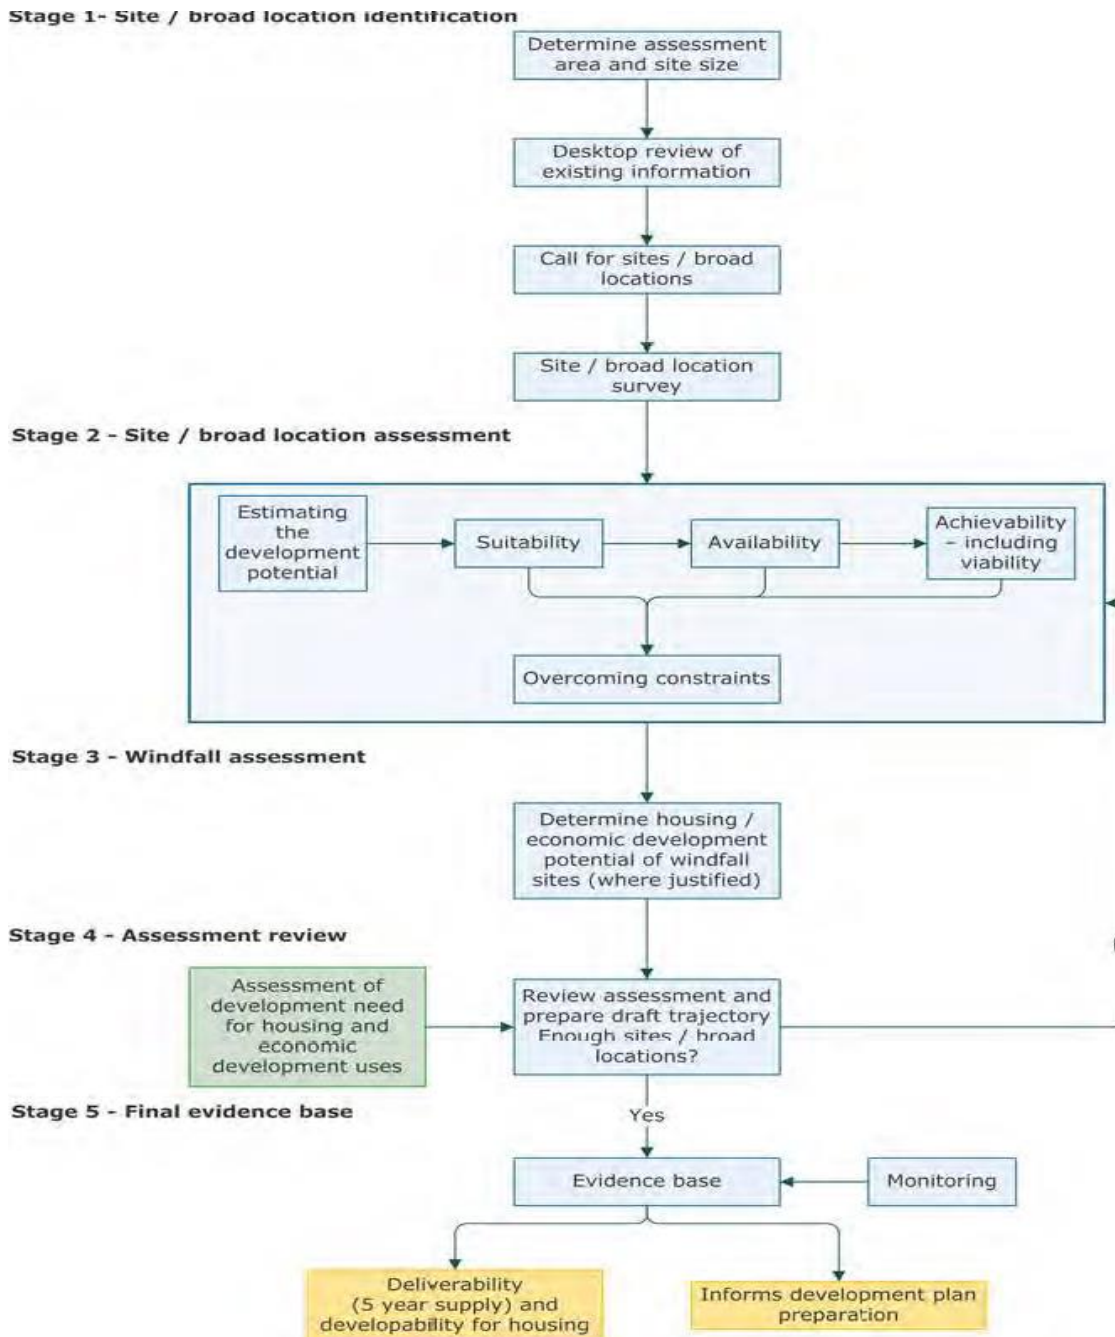 Stage 1- Site / broad location identification
Determine assessment
area and site size
Desktop review of
existing information
Call for sites / broad
locations
Site / broad location
survey
Stage 2 - Site / broad location assessment
Estimating
the
development
potential
Suitability
Availability
Achievability
– including
viability
Overcoming constraints
Stage 3 - Windfall assessment
Determine housing /
economic development
potential of windfall
sites (where justified)
Stage 4 - Assessment review
Assessment of
development need
for housing and
economic
development uses
Review assessment and
prepare draft trajectory
Enough sites / broad
locations?
Stage 5 - Final evidence base
Yes
Evidence base
Monitoring
Deliverability
(5 year supply) and
developability for housing
Informs development plan
preparation